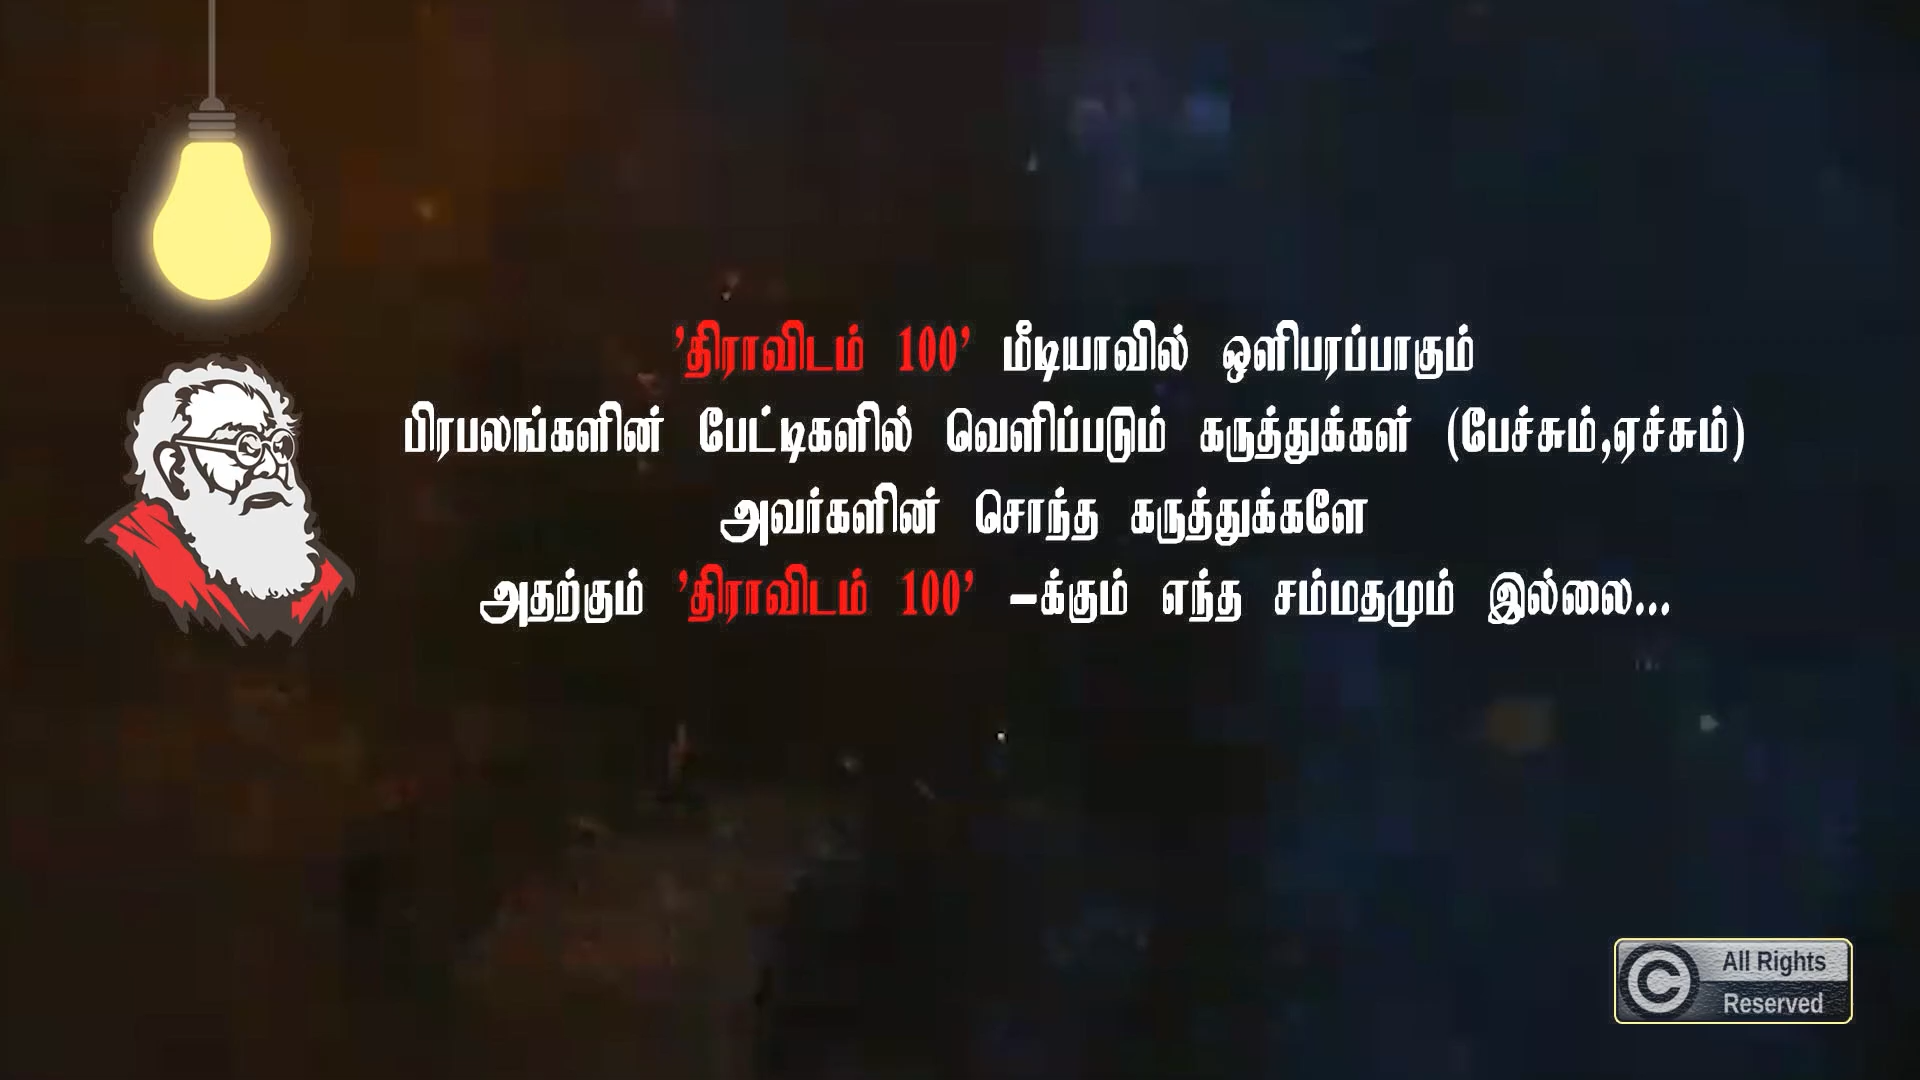 'திராவிடம் 100' மீடியாவில் ஒளிபரப்பாகும்
பிரபலங்களின் பேட்டிகளில் வெளிப்படும் கருத்துக்கள் (பேச்சும்,ஏச்சும்)
அவர்களின் சொந்த கருத்துக்களே
அதற்கும் 'திராவிடம் 100' -க்கும் எந்த சம்மதமும் இல்லை...
© All Rights
Reserved